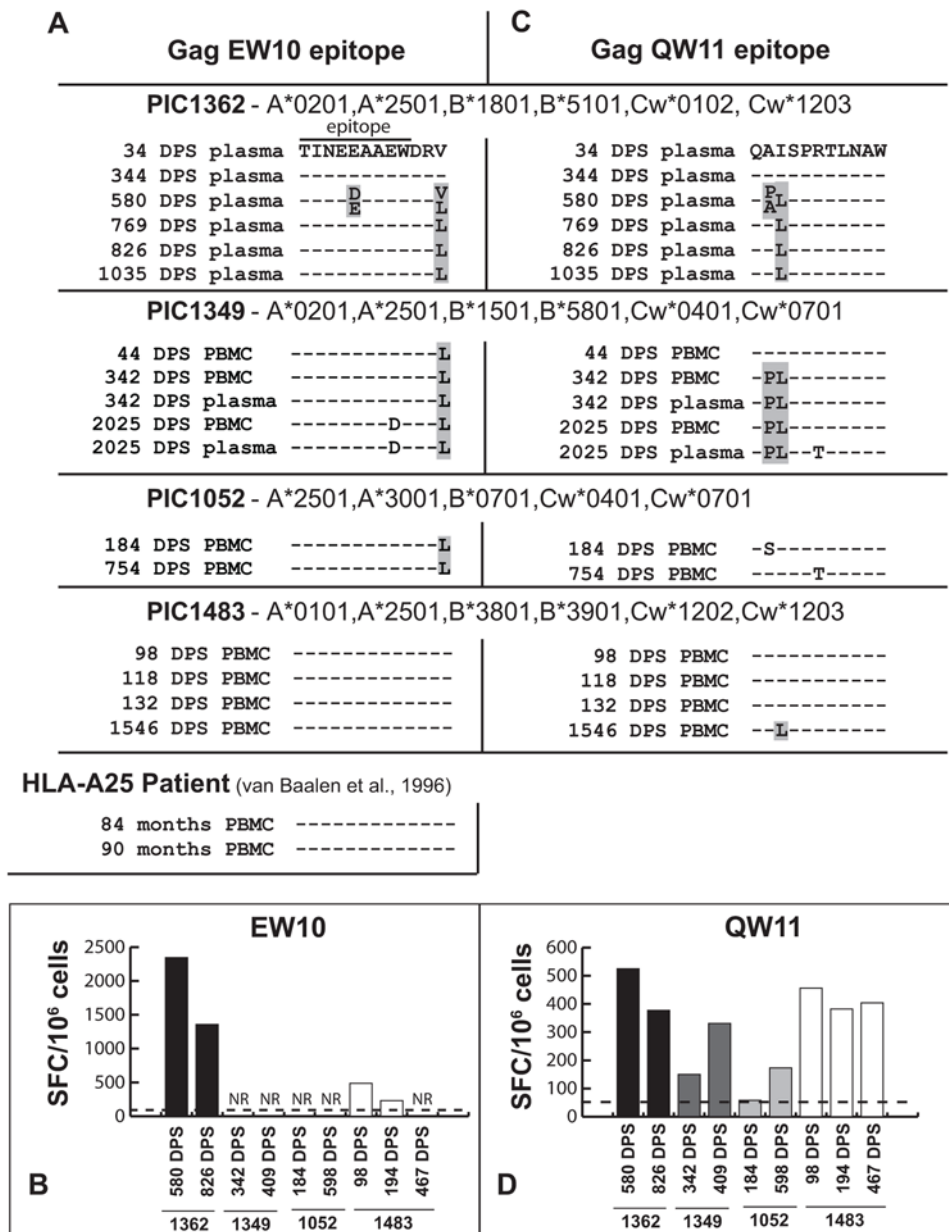 A
Gag EW10 epitope
C
Gag QW11 epitope
PIC1362 - A*0201,A*2501,B*1801,B*5101,Cw*0102, Cw*1203
epitope
34 DPS plasma TINEEAAEWDRV
344 DPS plasma ------------
D V
580 DPS plasma ----E------L
769 DPS plasma -----------L
826 DPS plasma -----------L
1035 DPS plasma -----------L
34 DPS plasma QAISPRTLNAW
344 DPS plasma -----------
P
580 DPS plasma -AL--------
769 DPS plasma --L--------
826 DPS plasma --L--------
1035 DPS plasma --L--------
PIC1349 - A*0201,A*2501,B*1501,B*5801,Cw*0401,Cw*0701
44 DPS PBMC ------------L
342 DPS PBMC ------------L
342 DPS plasma ------------L
2025 DPS PBMC --------D---L
2025 DPS plasma --------D---L
44 DPS PBMC -----------
342 DPS PBMC -PL--------
342 DPS plasma -PL--------
2025 DPS PBMC -PL--------
2025 DPS plasma -PL--T-----
PIC1052 - A*2501,A*3001,B*0701,Cw*0401,Cw*0701
184 DPS PBMC ------------L
754 DPS PBMC ------------L
184 DPS PBMC -S---------
754 DPS PBMC -----T-----
PIC1483 - A*0101,A*2501,B*3801,B*3901,Cw*1202,Cw*1203
98 DPS PBMC -------------
118 DPS PBMC -------------
132 DPS PBMC -------------
1546 DPS PBMC -------------
98 DPS PBMC -----------
118 DPS PBMC -----------
132 DPS PBMC -----------
1546 DPS PBMC --L--------
HLA-A25 Patient (van Baalen et al., 1996)
84 months PBMC -------------
90 months PBMC -------------
EW10
SFC/10⁶ cells
2500
2000
1500
1000
500
0
NR NR NR NR NR
580 DPS
826 DPS
342 DPS
409 DPS
184 DPS
598 DPS
98 DPS
194 DPS
467 DPS
B
1362 1349 1052 1483
QW11
SFC/10⁶ cells
600
500
400
300
200
100
0
580 DPS
826 DPS
342 DPS
409 DPS
184 DPS
598 DPS
98 DPS
194 DPS
467 DPS
D
1362 1349 1052 1483